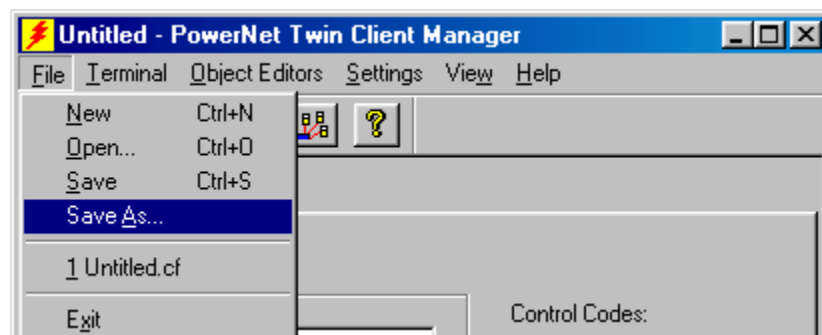 Untitled - PowerNet Twin Client Manager
File Terminal Object Editors Settings View Help
New Ctrl+N
Open... Ctrl+O
Save Ctrl+S
Save As...
1 Untitled.cf
Exit
Control Codes: